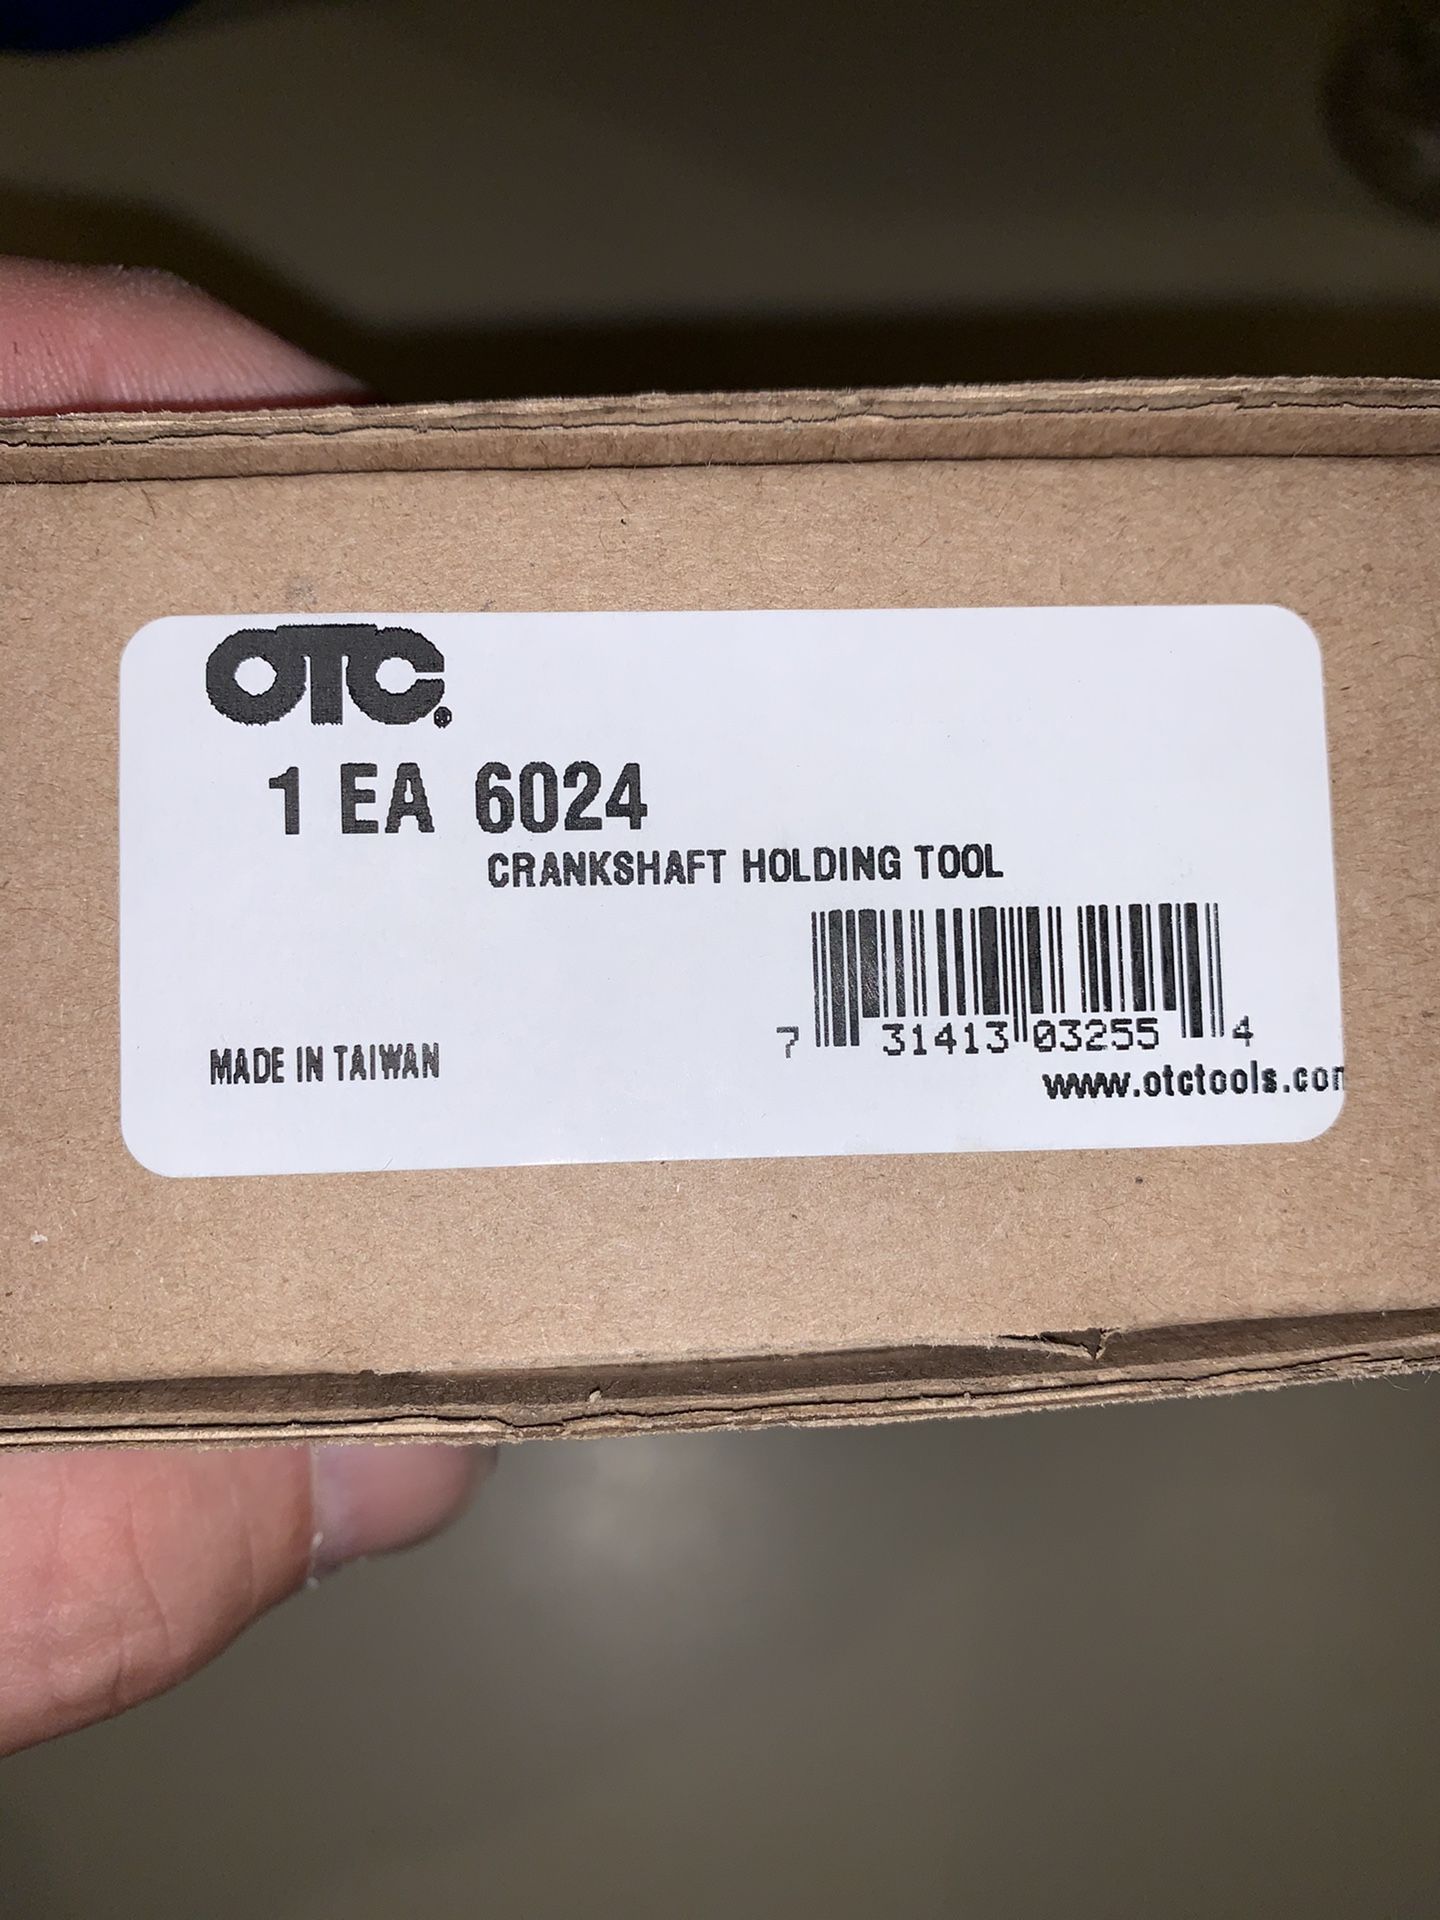 OTC®
1 EA 6024
CRANKSHAFT HOLDING TOOL
7 31413 03255 4
MADE IN TAIWAN
www.otctools.com